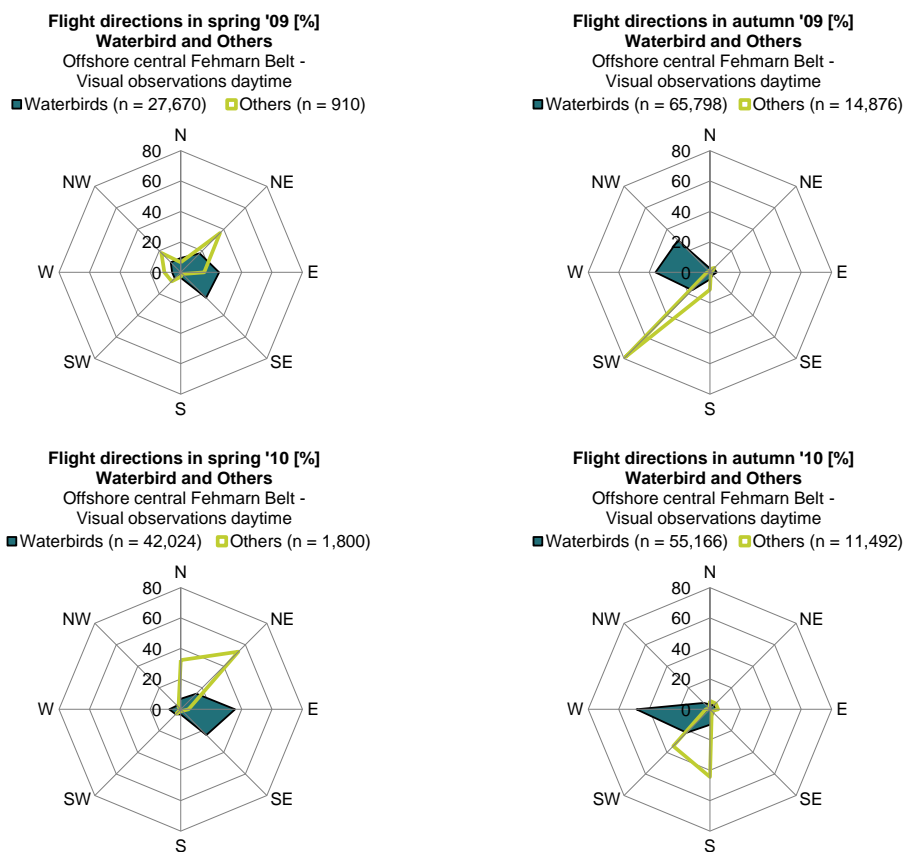 Flight directions in spring '09 [%]
Waterbird and Others
Offshore central Fehmarn Belt -
Visual observations daytime
Waterbirds (n = 27,670) Others (n = 910)
N
80
NW
NE
60
40
20
W
0
E
SW
SE
S
Flight directions in autumn '09 [%]
Waterbird and Others
Offshore central Fehmarn Belt -
Visual observations daytime
Waterbirds (n = 65,798) Others (n = 14,876)
N
80
NW
NE
60
40
20
W
0
E
SW
SE
S
Flight directions in spring '10 [%]
Waterbird and Others
Offshore central Fehmarn Belt -
Visual observations daytime
Waterbirds (n = 42,024) Others (n = 1,800)
N
80
NW
NE
60
40
20
W
0
E
SW
SE
S
Flight directions in autumn '10 [%]
Waterbird and Others
Offshore central Fehmarn Belt -
Visual observations daytime
Waterbirds (n = 55,166) Others (n = 11,492)
N
80
NW
NE
60
40
20
W
0
E
SW
SE
S